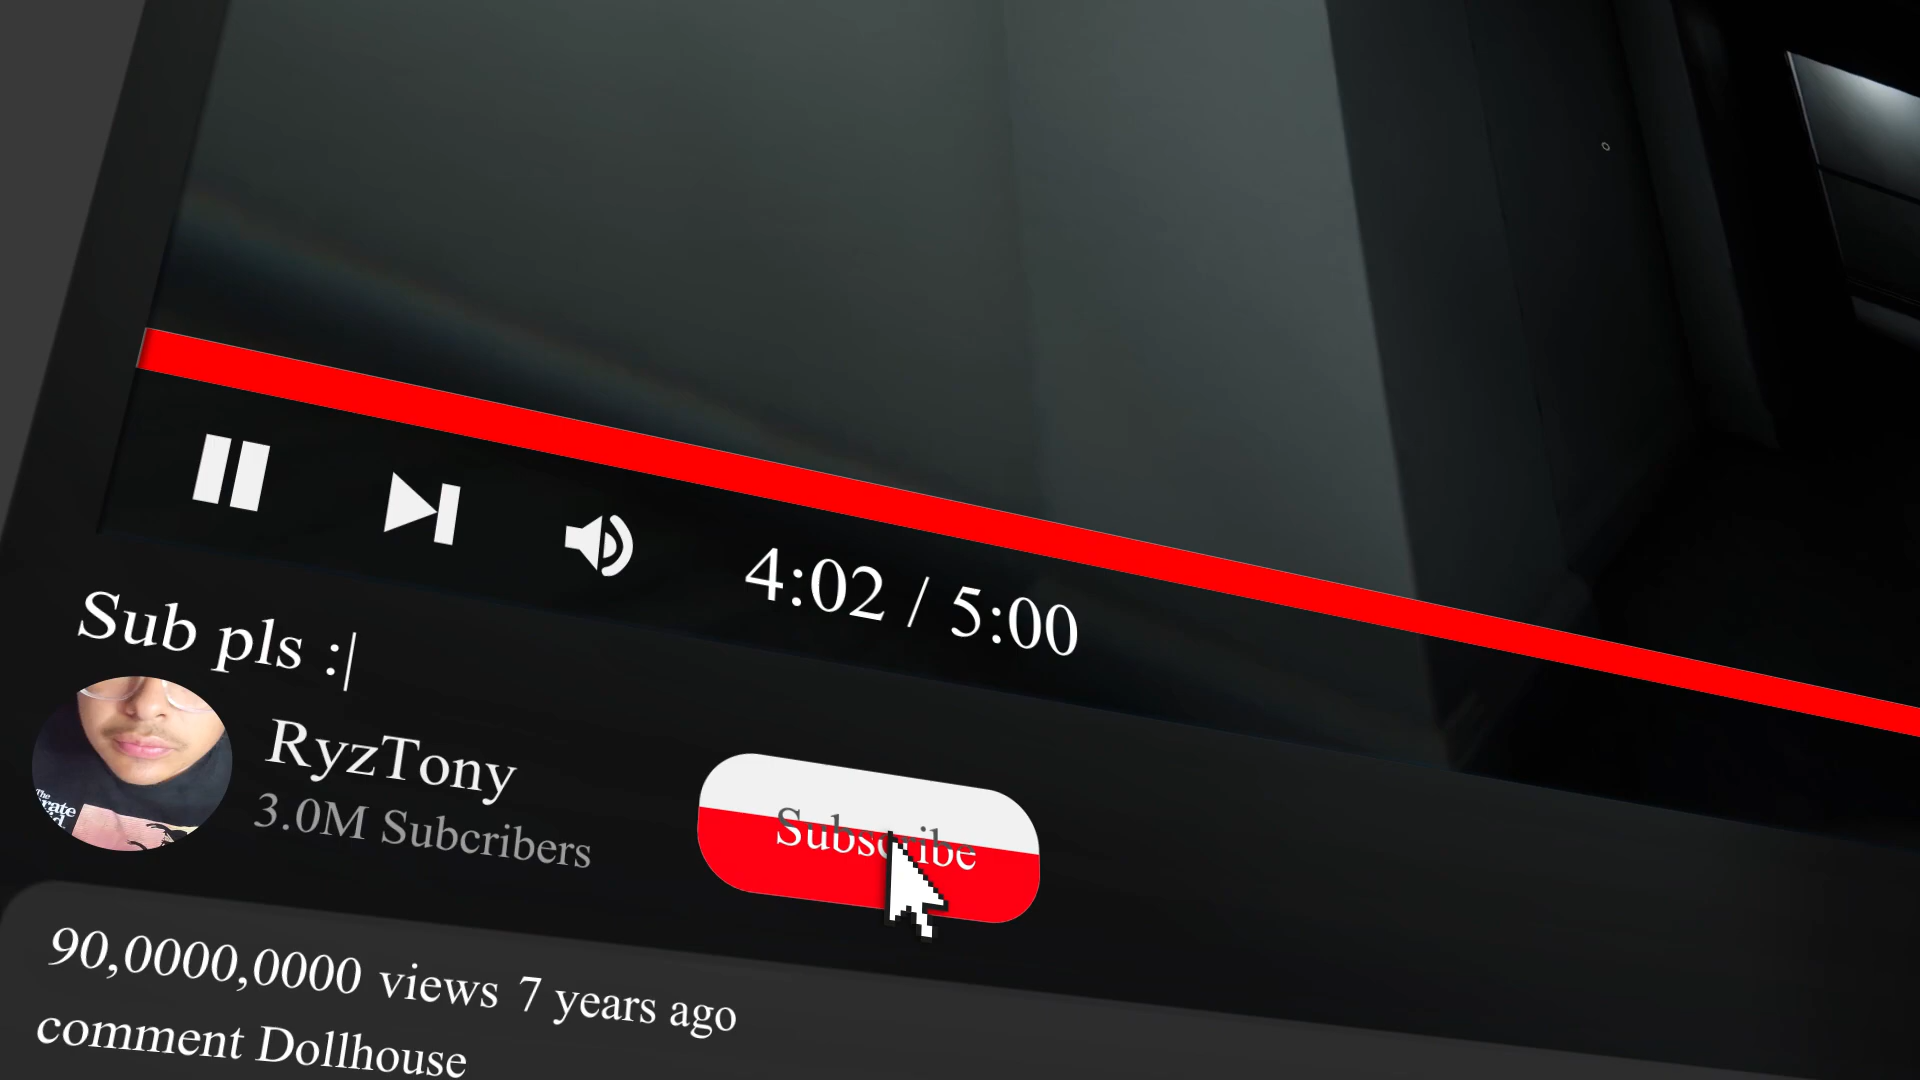 4:02 / 5:00
Sub pls :|
The
RyzTony
3.0M Subcribers
Subscribe
90,0000,0000 views 7 years ago
comment Dollhouse